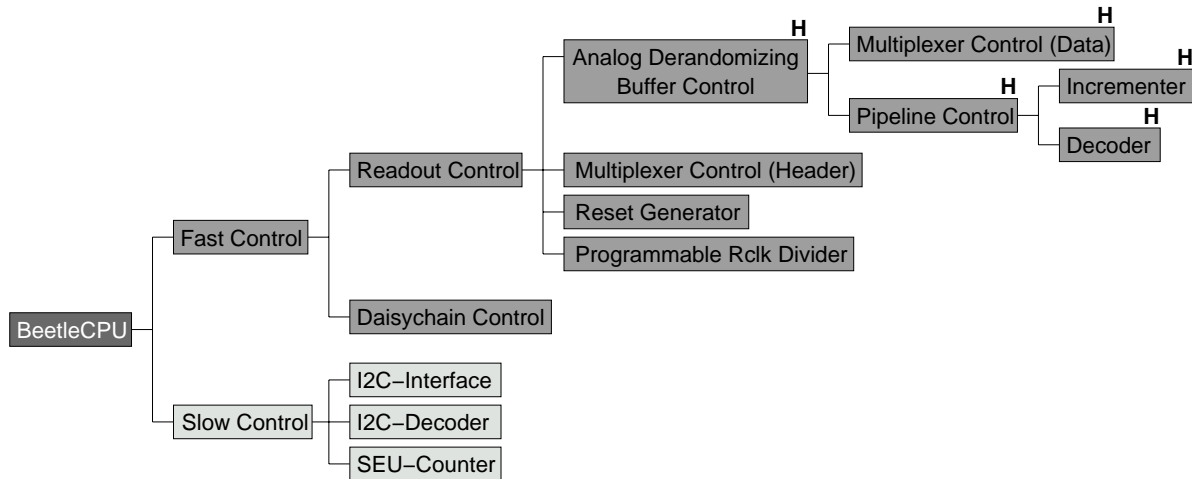 H
H
Analog Derandomizing
Buffer Control
Multiplexer Control (Data)
H
Incrementer
H
Pipeline Control
H
Decoder
Readout Control
Multiplexer Control (Header)
Reset Generator
Fast Control
Programmable Rclk Divider
Daisychain Control
BeetleCPU
I2C−Interface
Slow Control
I2C−Decoder
SEU−Counter